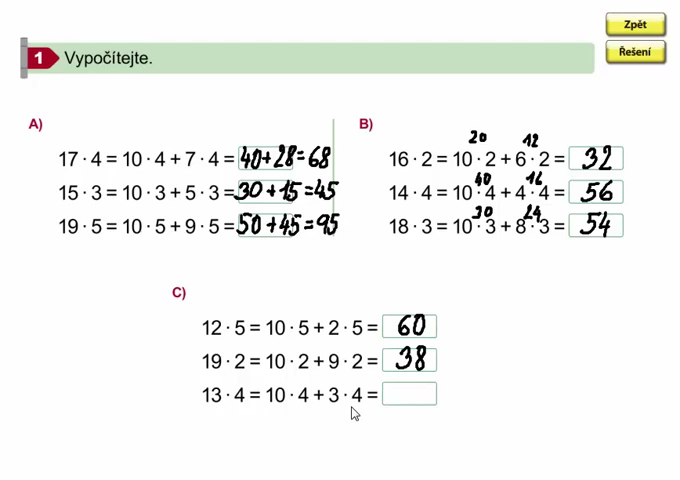 Zpět
Řešení
1 Vypočítejte.
A)
17 · 4 = 10 · 4 + 7 · 4 = 40+28=68
15 · 3 = 10 · 3 + 5 · 3 = 30+15=45
19 · 5 = 10 · 5 + 9 · 5 = 50+45=95
B)
20 12
16 · 2 = 10 · 2 + 6 · 2 = 32
40 16
14 · 4 = 10 · 4 + 4 · 4 = 56
30 24
18 · 3 = 10 · 3 + 8 · 3 = 54
C)
12 · 5 = 10 · 5 + 2 · 5 = 60
19 · 2 = 10 · 2 + 9 · 2 = 38
13 · 4 = 10 · 4 + 3 · 4 =